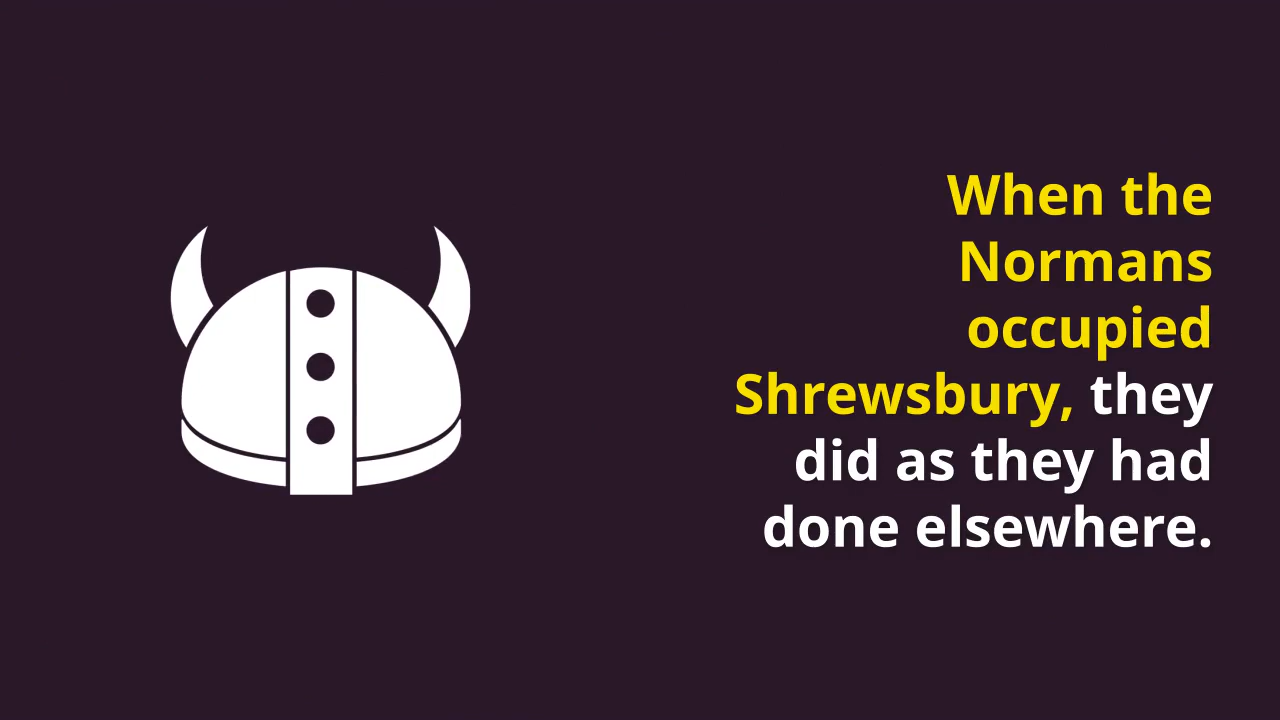 When the
Normans
occupied
Shrewsbury, they
did as they had
done elsewhere.